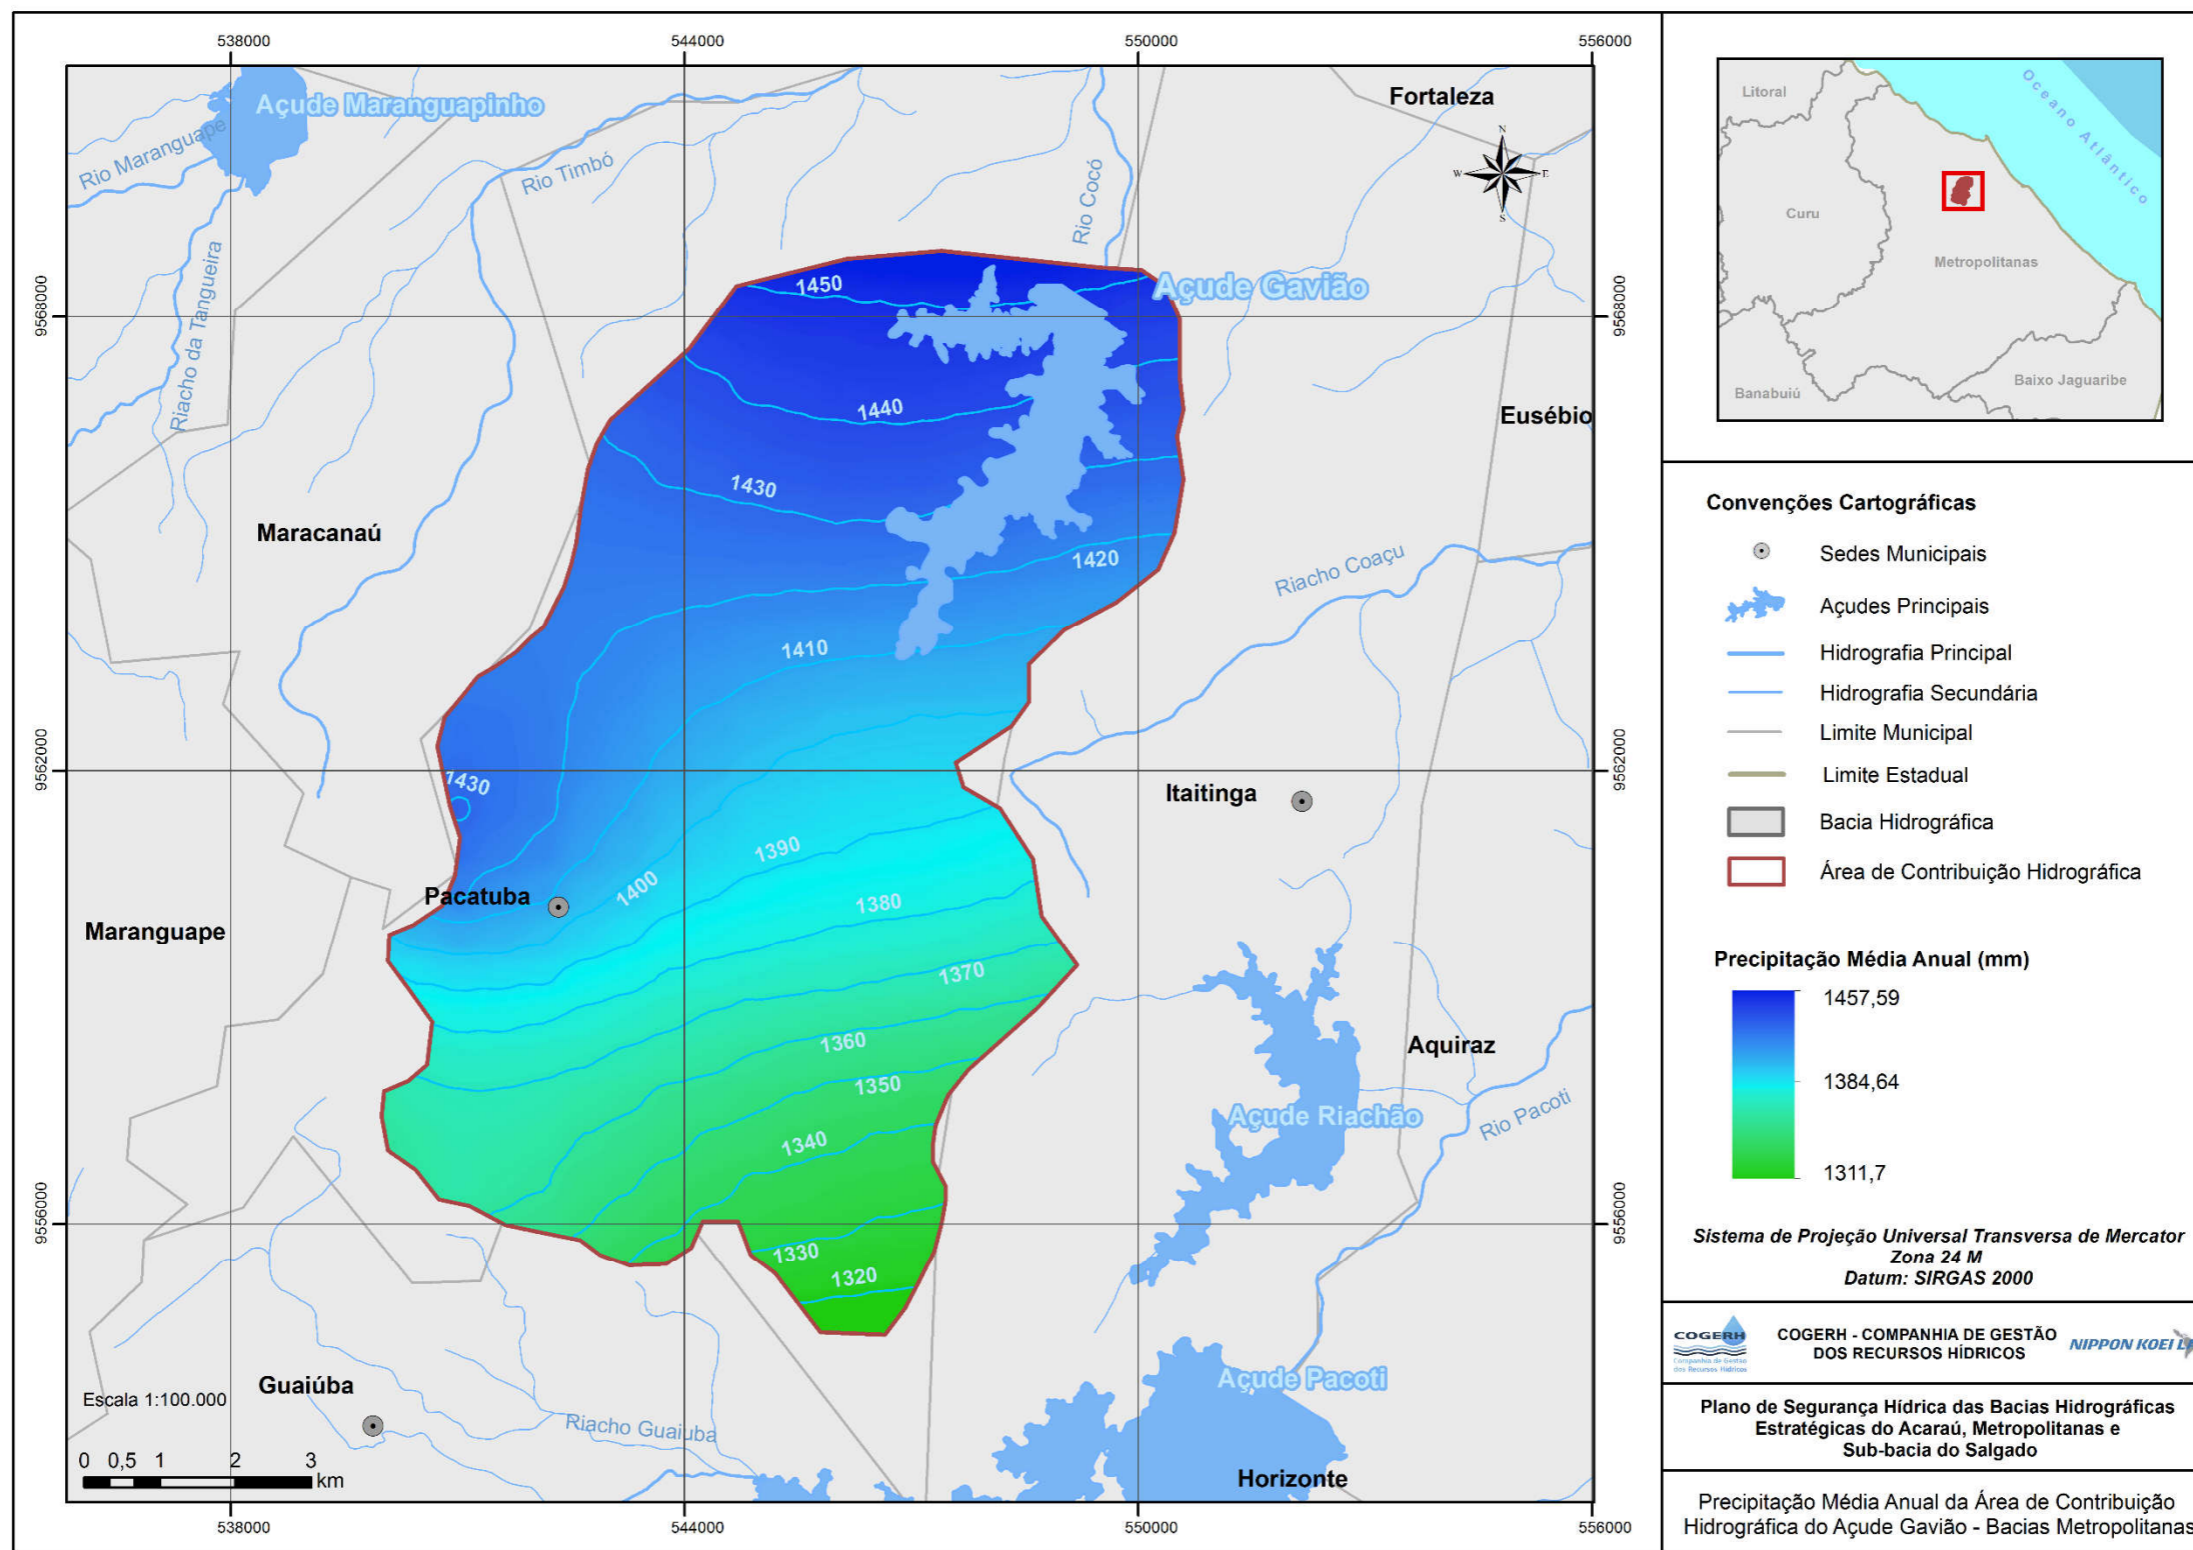 538000
544000
550000
556000
9568000
9562000
9556000
9568000
9562000
9556000
538000
544000
550000
556000
Açude Maranguapinho
Rio Maranguape
Rio Timbó
Rio Cocó
Fortaleza
N
W
E
S
Riacho da Tangueira
Açude Gavião
1450
1440
Eusébio
1430
Maracanaú
1420
Riacho Coaçu
1410
1430
Itaitinga
1390
1400
Pacatuba
1380
Maranguape
1370
1360
Aquiraz
1350
Açude Riachão
Rio Pacoti
1340
1330
1320
Açude Pacoti
Guaiúba
Escala 1:100.000
Riacho Guaiuba
0 0,5 1 2 3
km
Horizonte
Litoral
Oceano Atlântico
Curu
Metropolitanas
Baixo Jaguaribe
Banabuiú
Convenções Cartográficas
Sedes Municipais
Açudes Principais
Hidrografia Principal
Hidrografia Secundária
Limite Municipal
Limite Estadual
Bacia Hidrográfica
Área de Contribuição Hidrográfica
Precipitação Média Anual (mm)
1457,59
1384,64
1311,7
Sistema de Projeção Universal Transversa de Mercator
Zona 24 M
Datum: SIRGAS 2000
COGERH
Companhia de Gestão
dos Recursos Hídricos
COGERH - COMPANHIA DE GESTÃO
DOS RECURSOS HÍDRICOS
NIPPON KOEI
Plano de Segurança Hídrica das Bacias Hidrográficas
Estratégicas do Acaraú, Metropolitanas e
Sub-bacia do Salgado
Precipitação Média Anual da Área de Contribuição
Hidrográfica do Açude Gavião - Bacias Metropolitanas